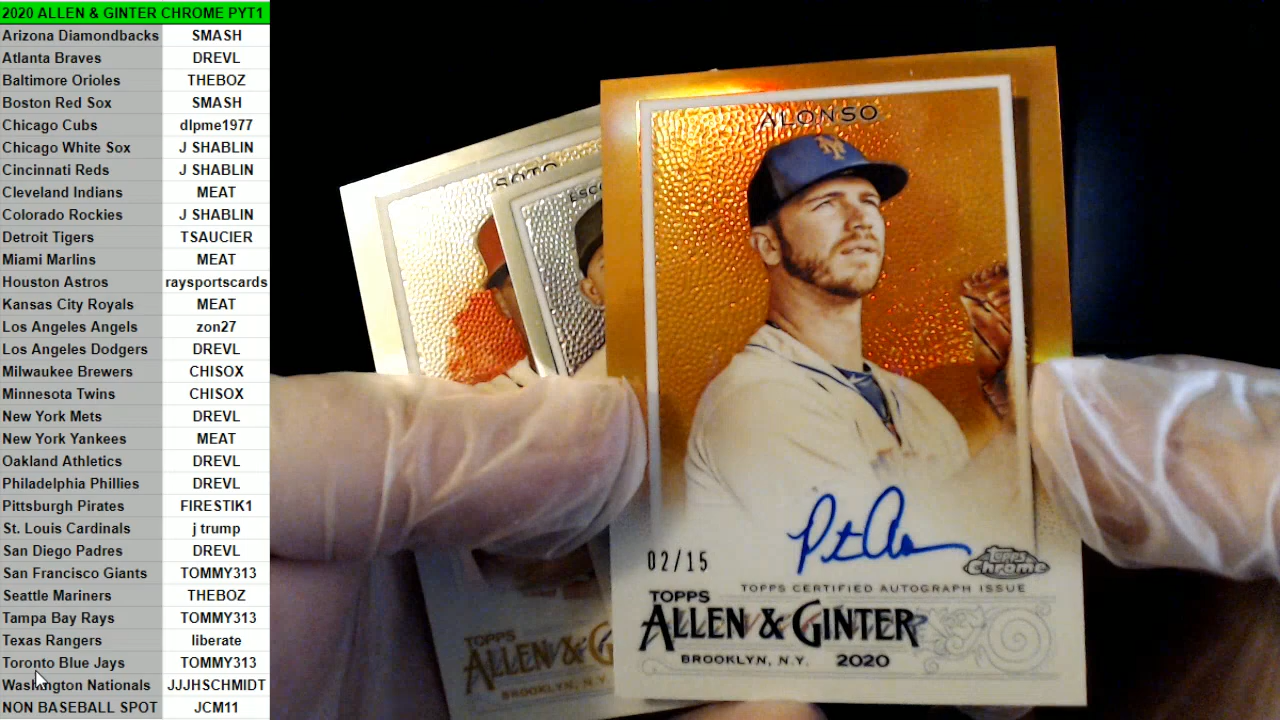 2020 ALLEN & GINTER CHROME PYT1
Arizona Diamondbacks SMASH
Atlanta Braves DREVL
Baltimore Orioles THEBOZ
Boston Red Sox SMASH
Chicago Cubs dlpme1977
Chicago White Sox J SHABLIN
Cincinnati Reds J SHABLIN
Cleveland Indians MEAT
Colorado Rockies J SHABLIN
Detroit Tigers TSAUCIER
Miami Marlins MEAT
Houston Astros raysportscards
Kansas City Royals MEAT
Los Angeles Angels zon27
Los Angeles Dodgers DREVL
Milwaukee Brewers CHISOX
Minnesota Twins CHISOX
New York Mets DREVL
New York Yankees MEAT
Oakland Athletics DREVL
Philadelphia Phillies DREVL
Pittsburgh Pirates FIRESTIK1
St. Louis Cardinals j trump
San Diego Padres DREVL
San Francisco Giants TOMMY313
Seattle Mariners THEBOZ
Tampa Bay Rays TOMMY313
Texas Rangers liberate
Toronto Blue Jays TOMMY313
Washington Nationals JJJHSCHMIDT
NON BASEBALL SPOT JCM11
SOTO
ESCO
TOPPS
ALLEN & G
BROOKLYN, N.Y.
ALONSO
NY
02/15
Topps Chrome
TOPPS CERTIFIED AUTOGRAPH ISSUE
TOPPS
ALLEN & GINTER
BROOKLYN, N.Y. 2020